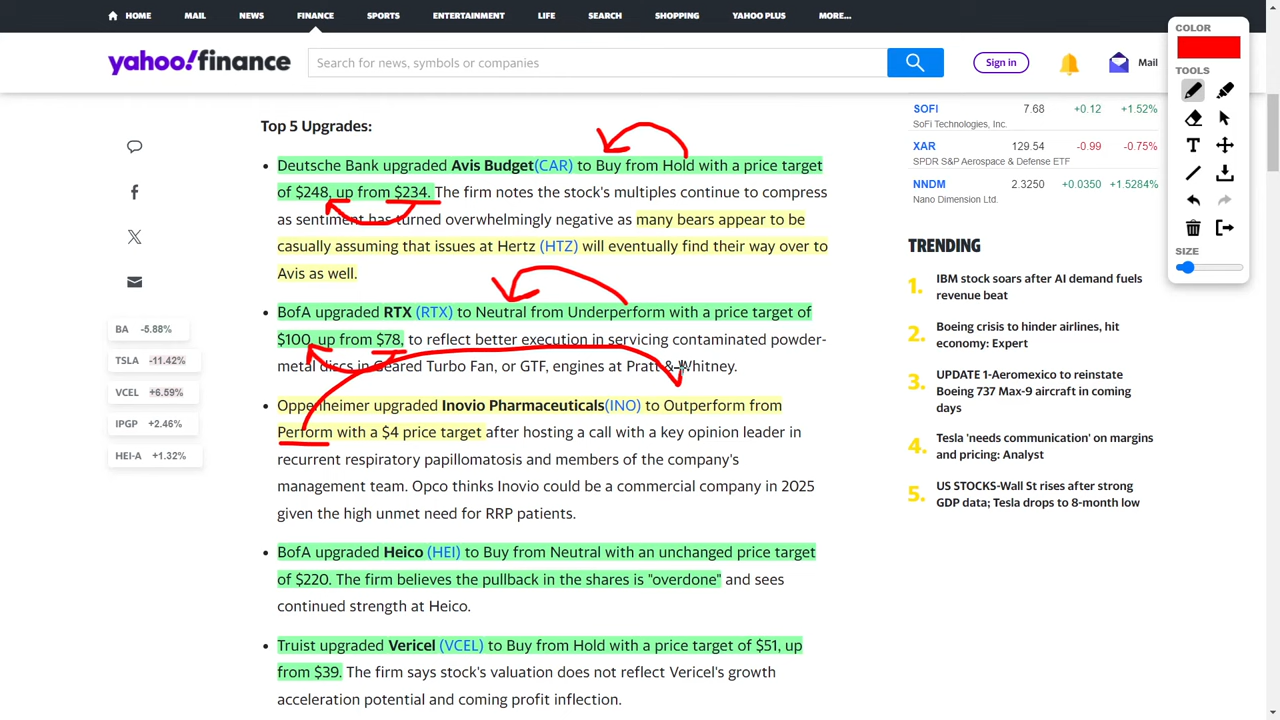 HOME MAIL NEWS FINANCE SPORTS ENTERTAINMENT LIFE SEARCH SHOPPING YAHOO PLUS MORE...
yahoo!finance
Search for news, symbols or companies
Sign in
Mail
Top 5 Upgrades:
Deutsche Bank upgraded Avis Budget(CAR) to Buy from Hold with a price target
of $248, up from $234. The firm notes the stock's multiples continue to compress
as sentiment has turned overwhelmingly negative as many bears appear to be
casually assuming that issues at Hertz (HTZ) will eventually find their way over to
Avis as well.
BofA upgraded RTX (RTX) to Neutral from Underperform with a price target of
$100, up from $78, to reflect better execution in servicing contaminated powder-
metal discs in Geared Turbo Fan, or GTF, engines at Pratt & Whitney.
Oppenheimer upgraded Inovio Pharmaceuticals(INO) to Outperform from
Perform with a $4 price target after hosting a call with a key opinion leader in
recurrent respiratory papillomatosis and members of the company's
management team. Opco thinks Inovio could be a commercial company in 2025
given the high unmet need for RRP patients.
BofA upgraded Heico (HEI) to Buy from Neutral with an unchanged price target
of $220. The firm believes the pullback in the shares is "overdone" and sees
continued strength at Heico.
Truist upgraded Vericel (VCEL) to Buy from Hold with a price target of $51, up
from $39. The firm says stock's valuation does not reflect Vericel's growth
acceleration potential and coming profit inflection.
BA -5.88%
TSLA -11.42%
VCEL +6.59%
IPGP +2.46%
HEI-A +1.32%
SOFI 7.68 +0.12 +1.52%
SoFi Technologies, Inc.
XAR 129.54 -0.99 -0.75%
SPDR S&P Aerospace & Defense ETF
NNDM 2.3250 +0.0350 +1.5284%
Nano Dimension Ltd.
TRENDING
1. IBM stock soars after AI demand fuels
revenue beat
2. Boeing crisis to hinder airlines, hit
economy: Expert
3. UPDATE 1-Aeromexico to reinstate
Boeing 737 Max-9 aircraft in coming
days
4. Tesla 'needs communication' on margins
and pricing: Analyst
5. US STOCKS-Wall St rises after strong
GDP data; Tesla drops to 8-month low
COLOR
TOOLS
T
SIZE